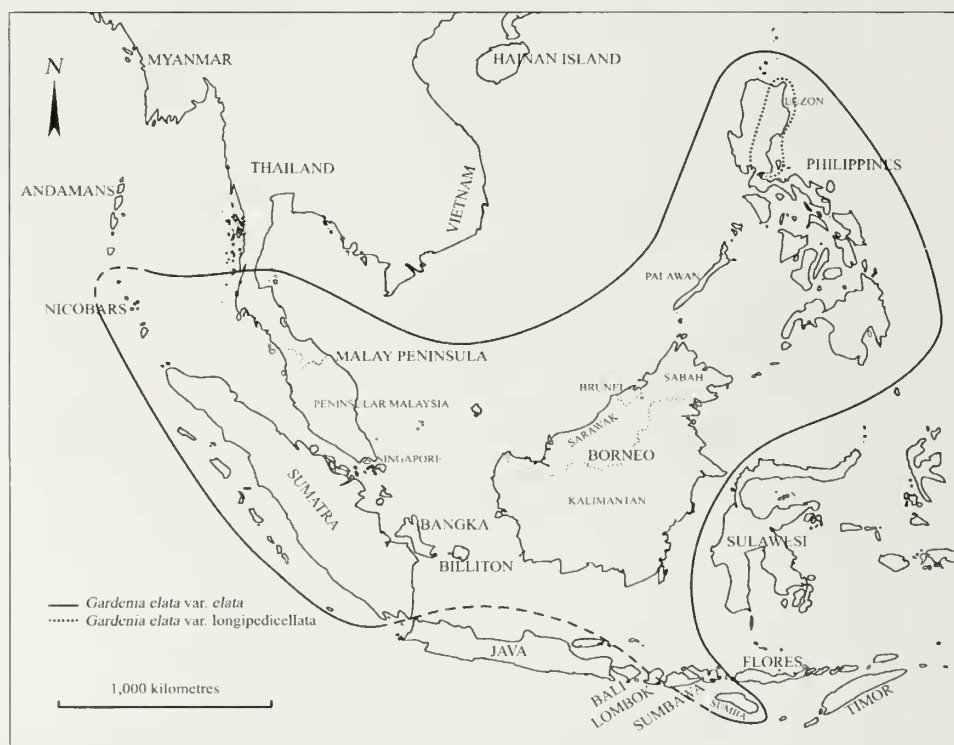 HAINAN ISLAND
MYANMAR
N
LEZON
THAILAND
PHILIPPINES
VIETNAM
ANDAMANS
PALAWAN
NICOBARS
MALAY PENINSULA
SABAH
BRUNEI
PENINSULAR MALAYSIA
SARAWAK
BORNEO
SINGAPORE
SUMATRA
KALIMANTAN
BANGKA
SULAWESI
BILLITON
Gardenia elata var. elata
Gardenia elata var. longipedicellata
JAVA
FLORES
1,000 kilometres
BALI
LOMBOK
SUMBAWA
SUMBA
TIMOR